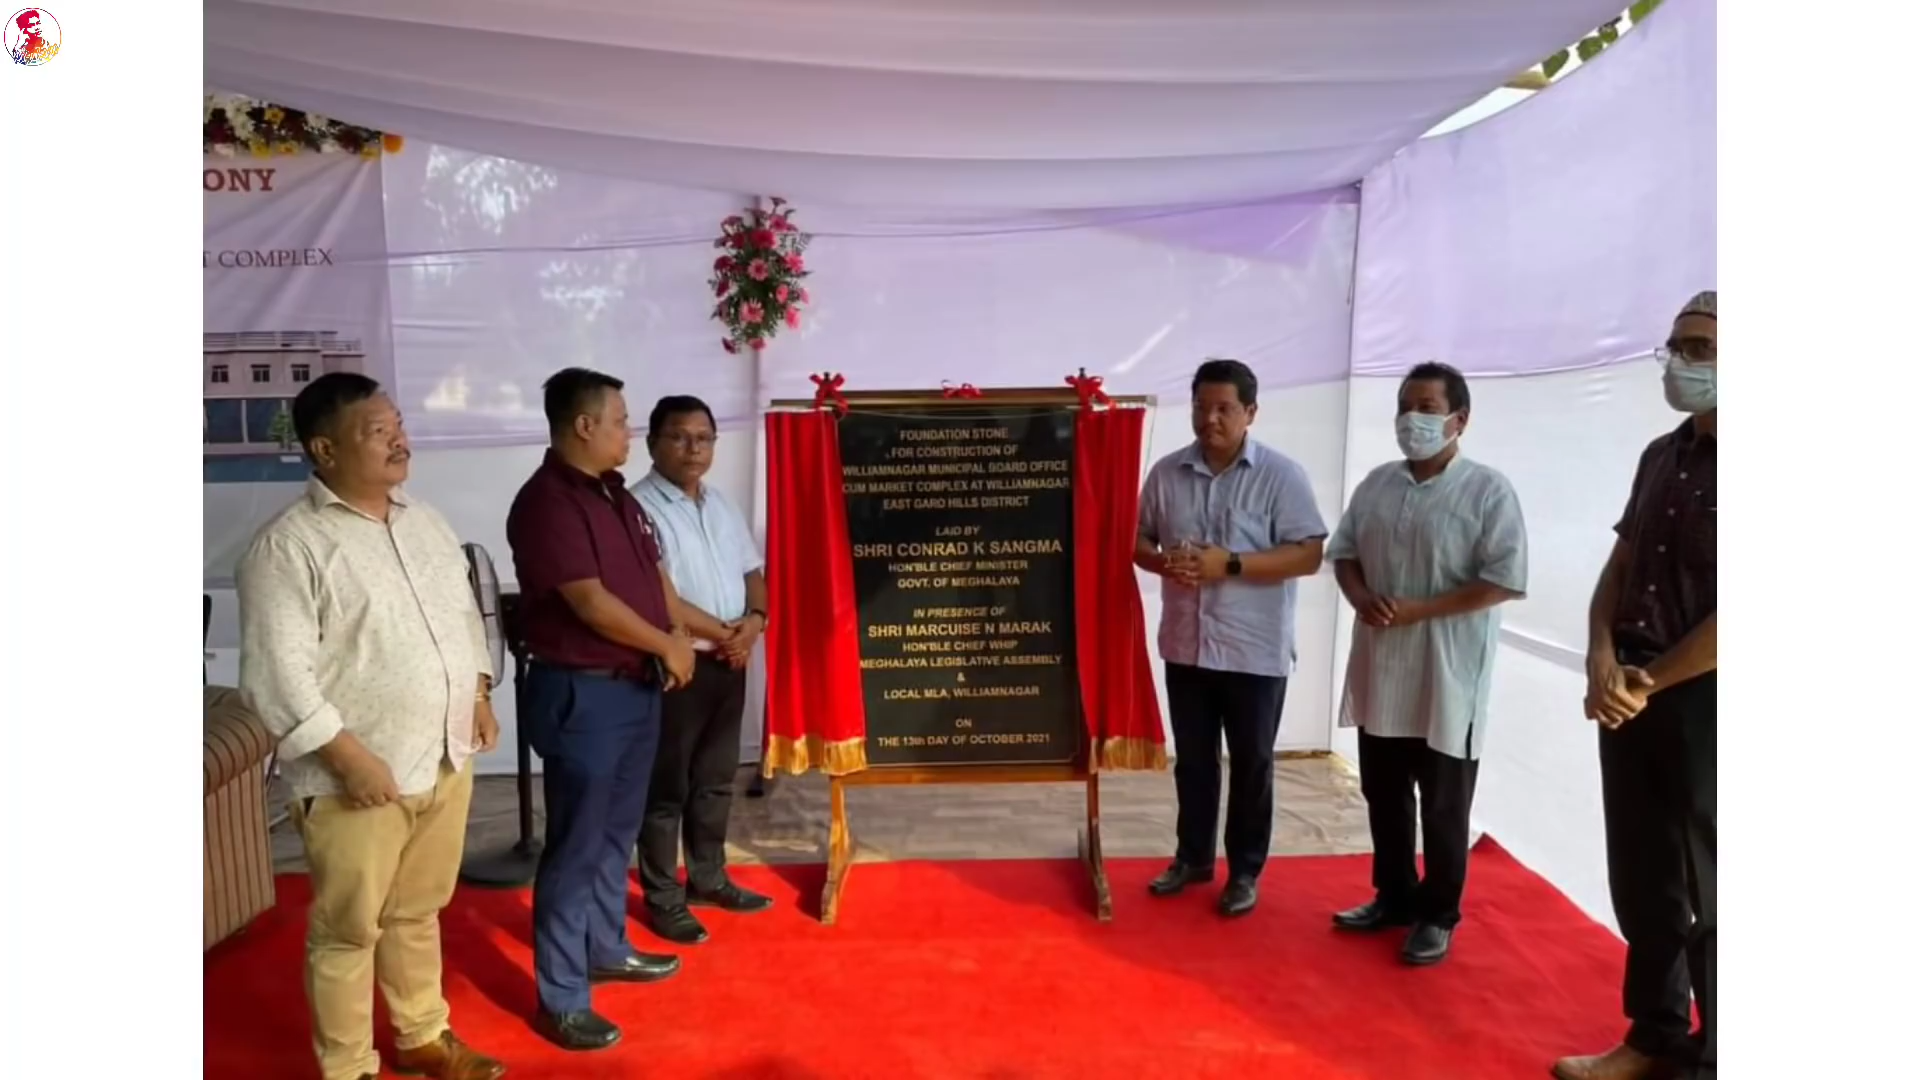 ONY
T COMPLEX
FOUNDATION STONE
FOR CONSTRUCTION OF
WILLIAMNAGAR MUNICIPAL BOARD OFFICE
CUM MARKET COMPLEX AT WILLIAMNAGAR
EAST GARO HILLS DISTRICT
LAID BY
SHRI CONRAD K SANGMA
HON'BLE CHIEF MINISTER
GOVT. OF MEGHALAYA
IN PRESENCE OF
SHRI MARCUISE N MARAK
HON'BLE CHIEF WHIP
MEGHALAYA LEGISLATIVE ASSEMBLY
&
LOCAL MLA, WILLIAMNAGAR
ON
THE 13th DAY OF OCTOBER 2021